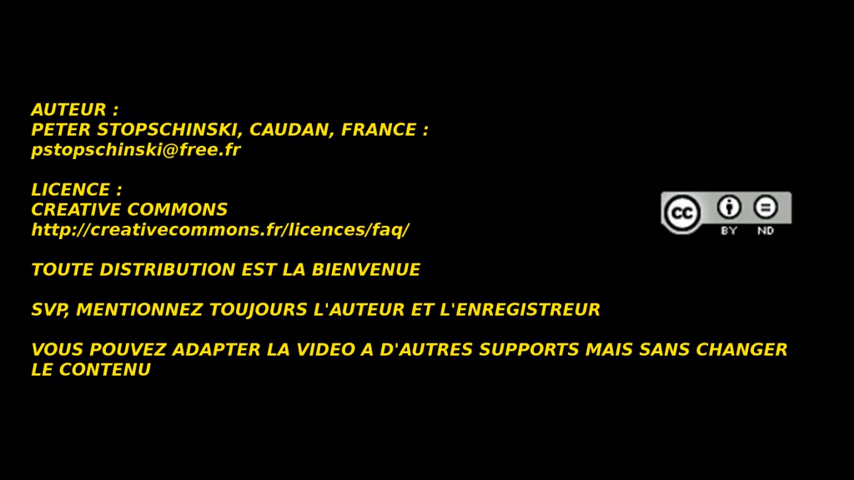 AUTEUR :
PETER STOPSCHINSKI, CAUDAN, FRANCE :
pstopschinski@free.fr
LICENCE :
CREATIVE COMMONS
http://creativecommons.fr/licences/faq/
cc
BY ND
TOUTE DISTRIBUTION EST LA BIENVENUE
SVP, MENTIONNEZ TOUJOURS L'AUTEUR ET L'ENREGISTREUR
VOUS POUVEZ ADAPTER LA VIDEO A D'AUTRES SUPPORTS MAIS SANS CHANGER
LE CONTENU